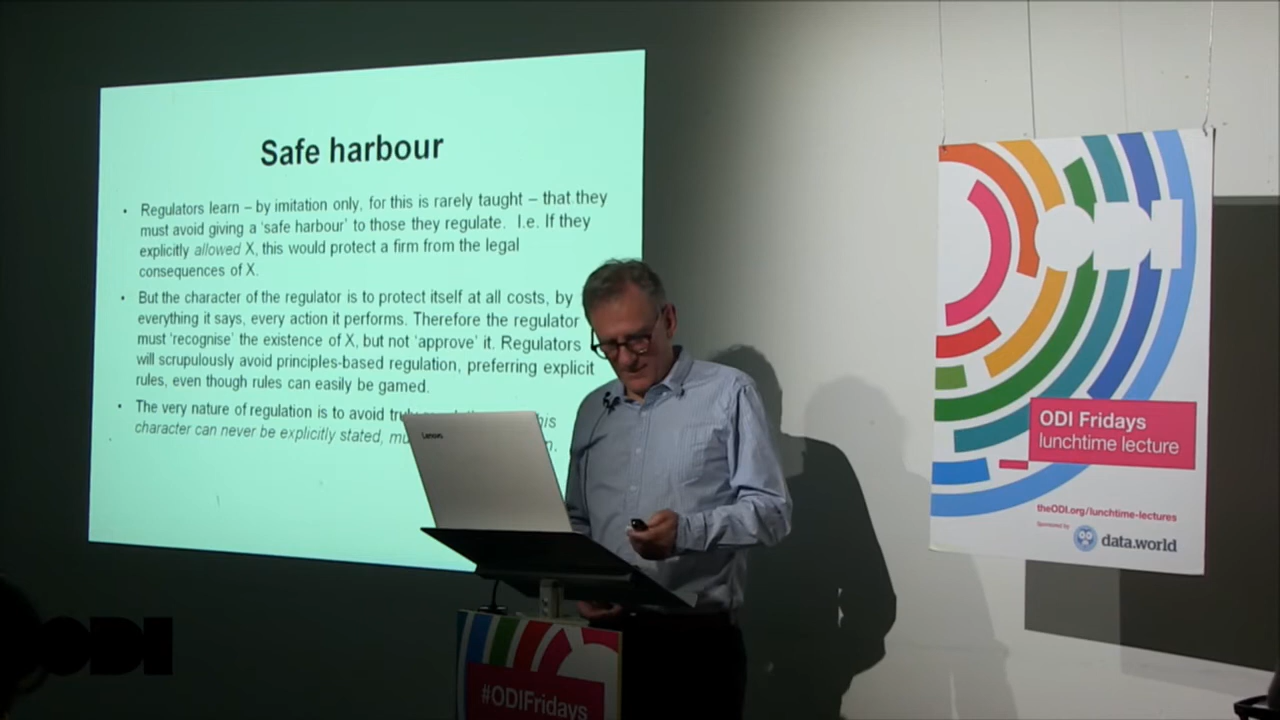 Safe harbour
• Regulators learn – by imitation only, for this is rarely taught – that they
must avoid giving a 'safe harbour' to those they regulate. I.e. If they
explicitly allowed X, this would protect a firm from the legal
consequences of X.
• But the character of the regulator is to protect itself at all costs, by
everything it says, every action it performs. Therefore the regulator
must 'recognise' the existence of X, but not 'approve' it. Regulators
will scrupulously avoid principles-based regulation, preferring explicit
rules, even though rules can easily be gamed.
• The very nature of regulation is to avoid
character can never be explicitly stated,
Lenovo
ODI Fridays
lunchtime lecture
theODI.org/lunchtime-lectures
Sponsored by
data.world
ODI
#ODIFridays